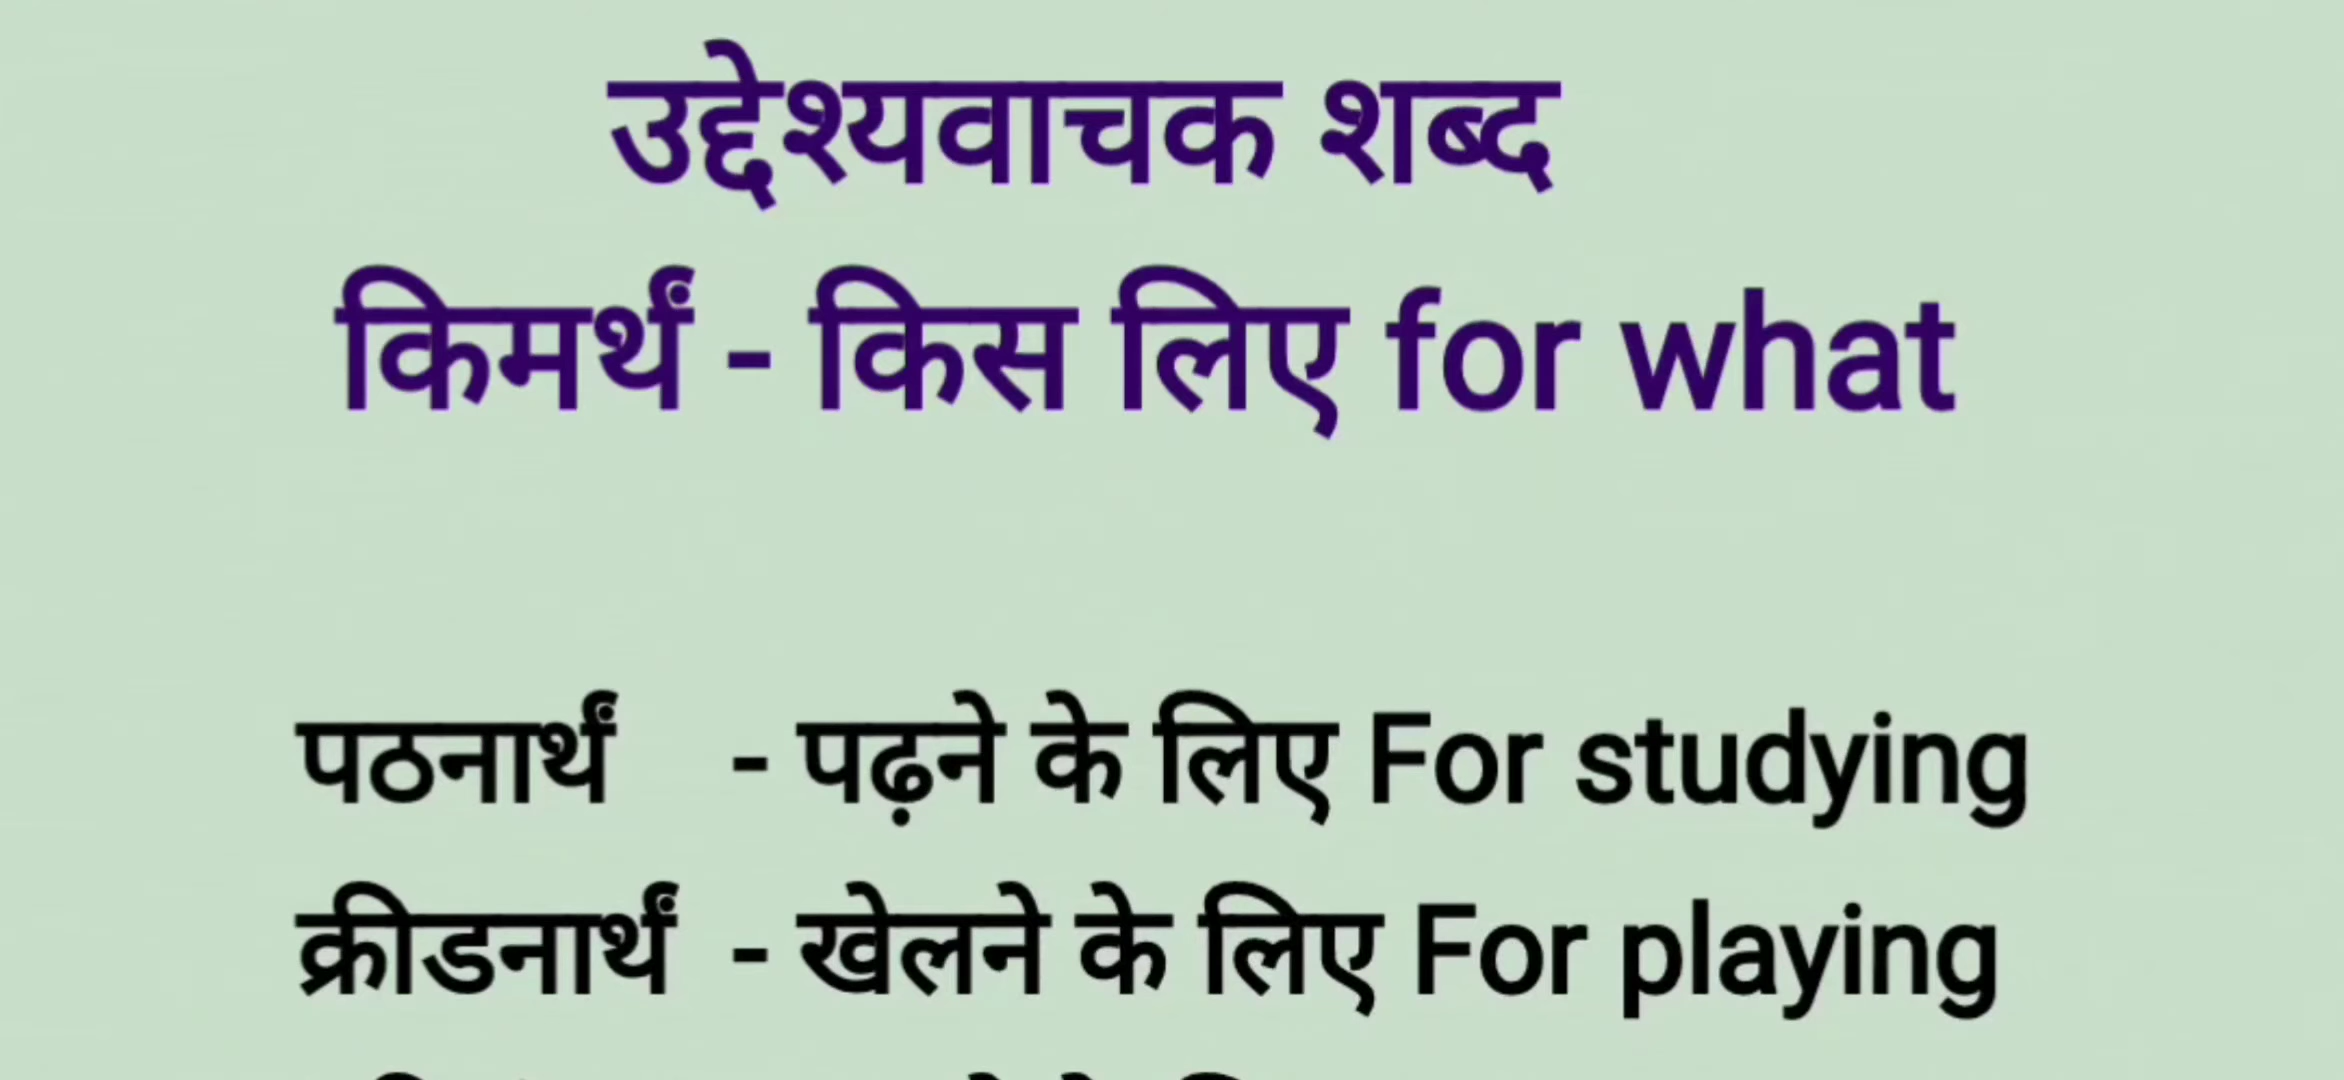 उद्देश्यवाचक शब्द
किमर्थं - किस लिए for what
पठनार्थं - पढ़ने के लिए For studying
क्रीडनार्थं - खेलने के लिए For playing